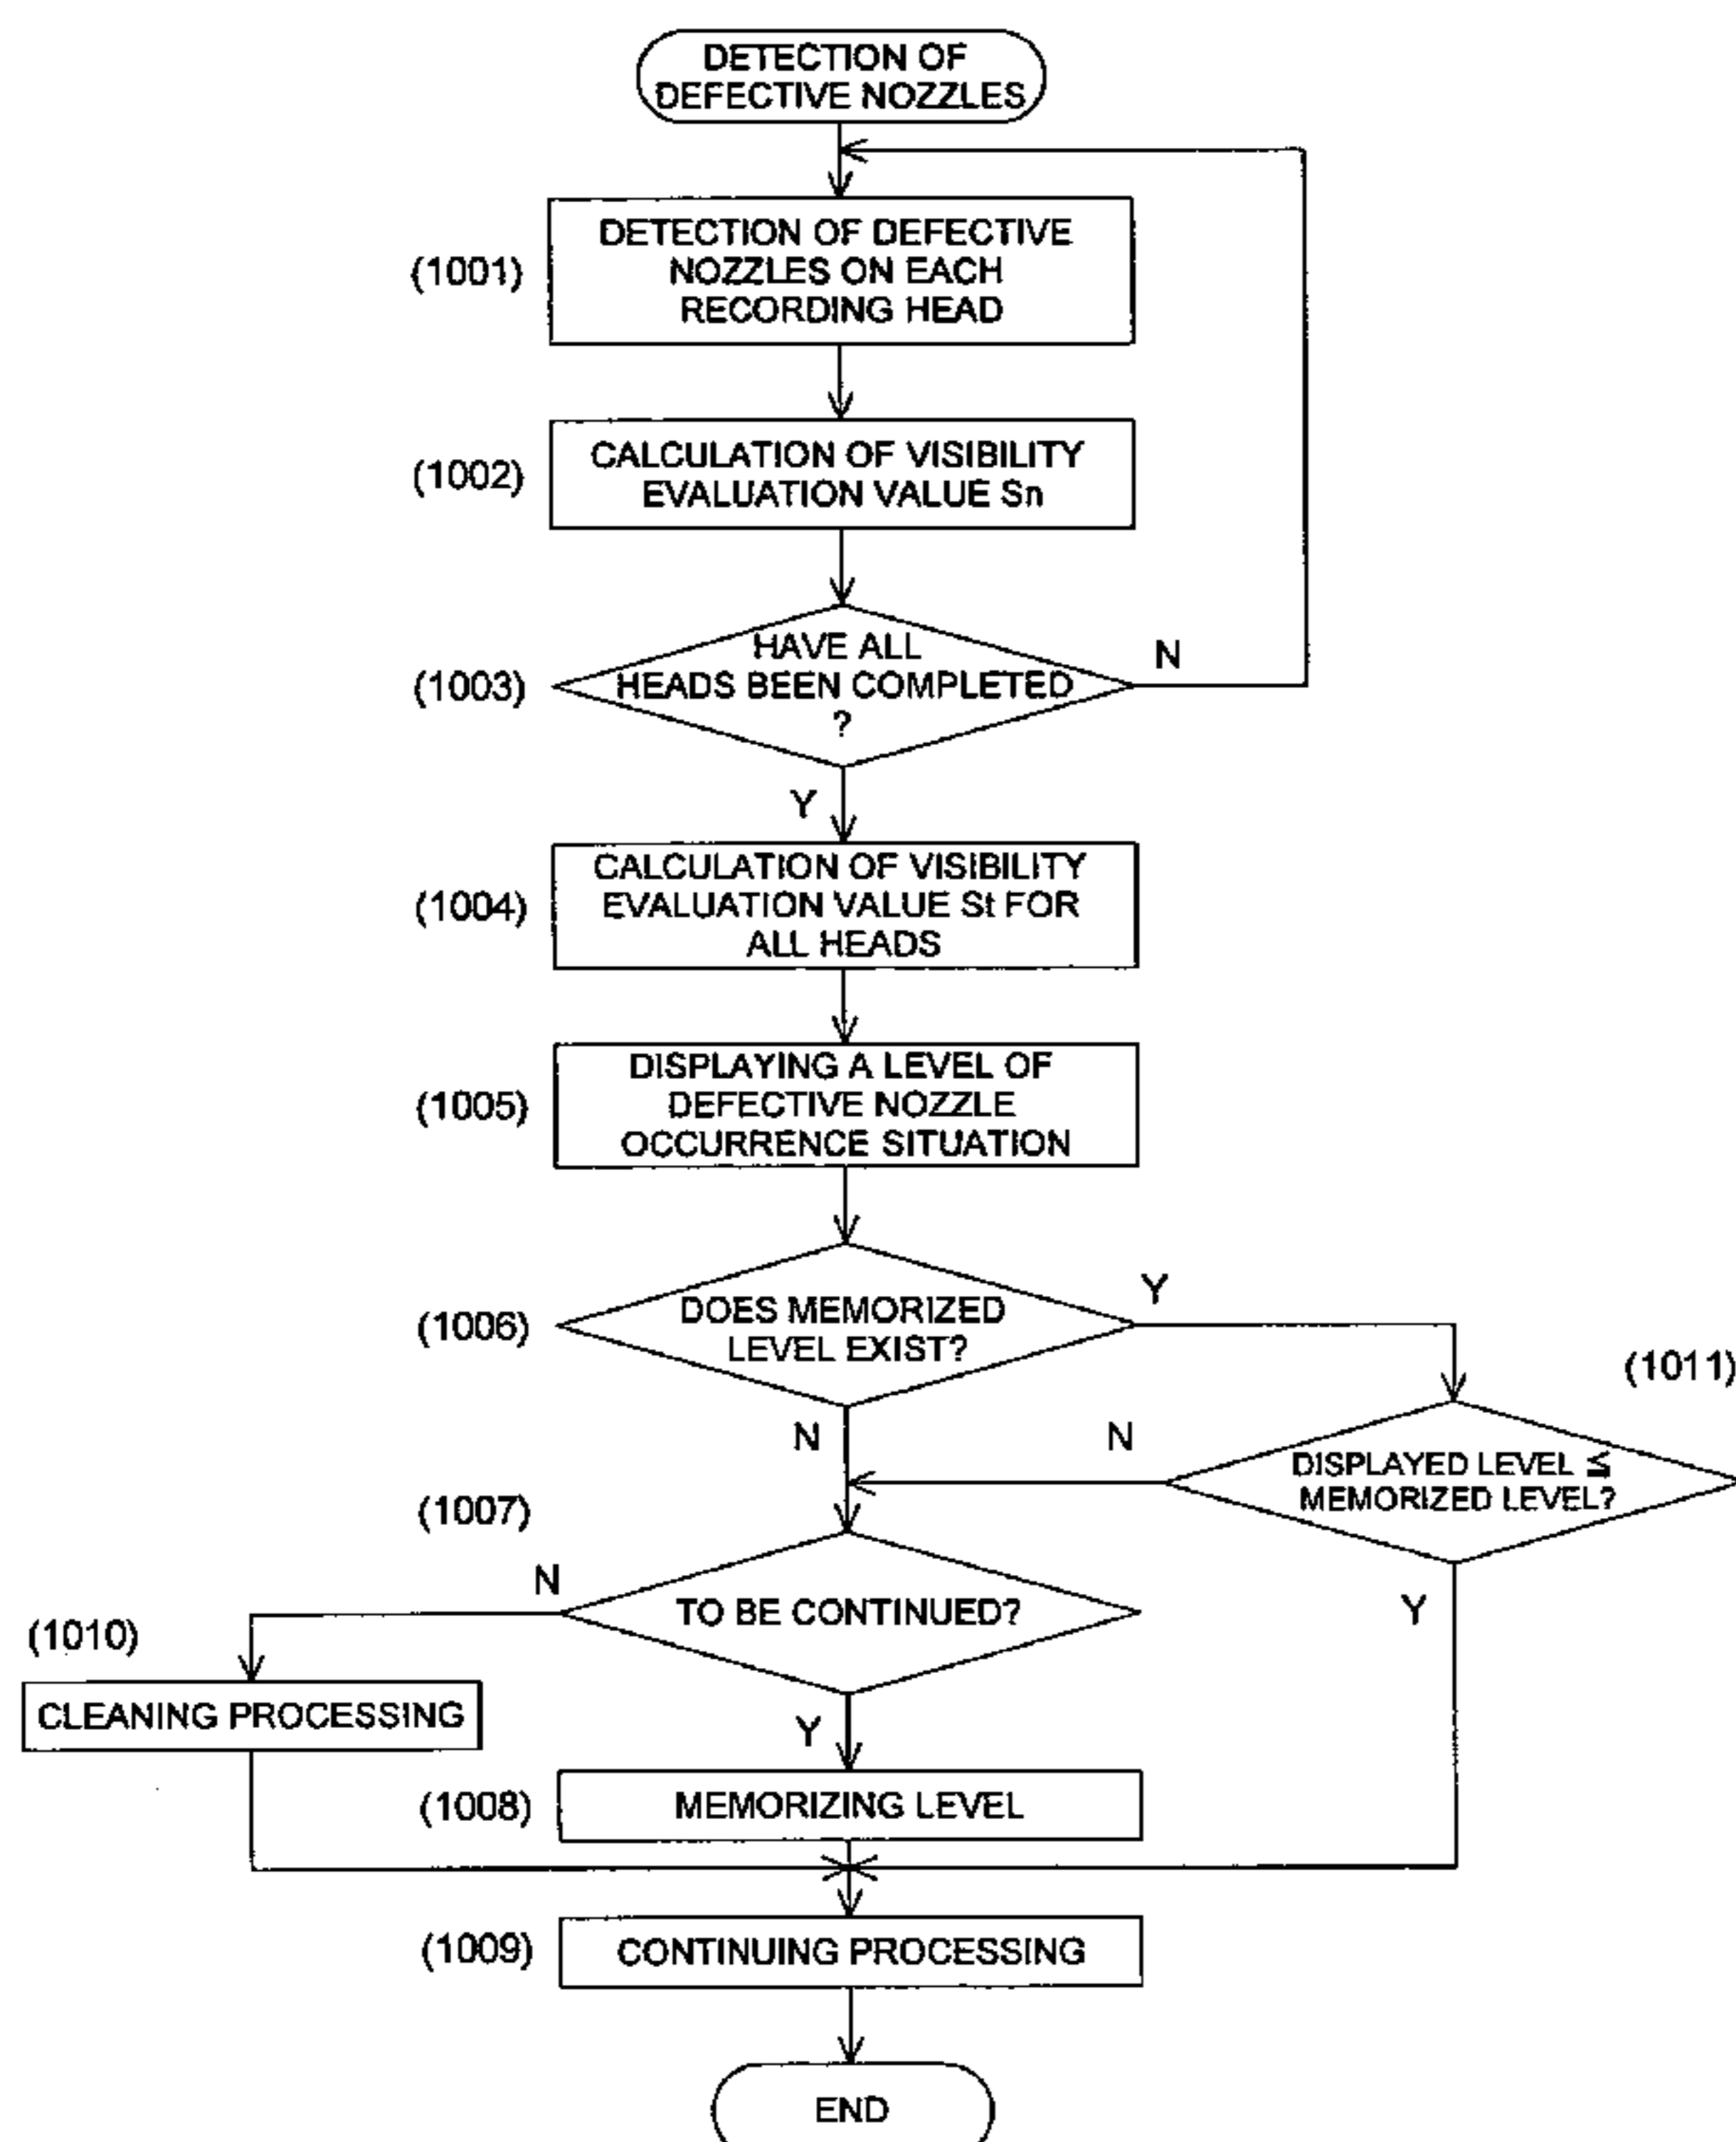 DETECTION OF
DEFECTIVE NOZZLES
(1001)
DETECTION OF DEFECTIVE
NOZZLES ON EACH
RECORDING HEAD
(1002)
CALCULATION OF VISIBILITY
EVALUATION VALUE Sn
(1003)
HAVE ALL
HEADS BEEN COMPLETED
?
N
Y
(1004)
CALCULATION OF VISIBILITY
EVALUATION VALUE St FOR
ALL HEADS
(1005)
DISPLAYING A LEVEL OF
DEFECTIVE NOZZLE
OCCURRENCE SITUATION
(1006)
DOES MEMORIZED
LEVEL EXIST?
Y
N
(1011)
DISPLAYED LEVEL ≦
MEMORIZED LEVEL?
N
Y
(1007)
TO BE CONTINUED?
N
Y
(1010)
CLEANING PROCESSING
(1008)
MEMORIZING LEVEL
(1009)
CONTINUING PROCESSING
END